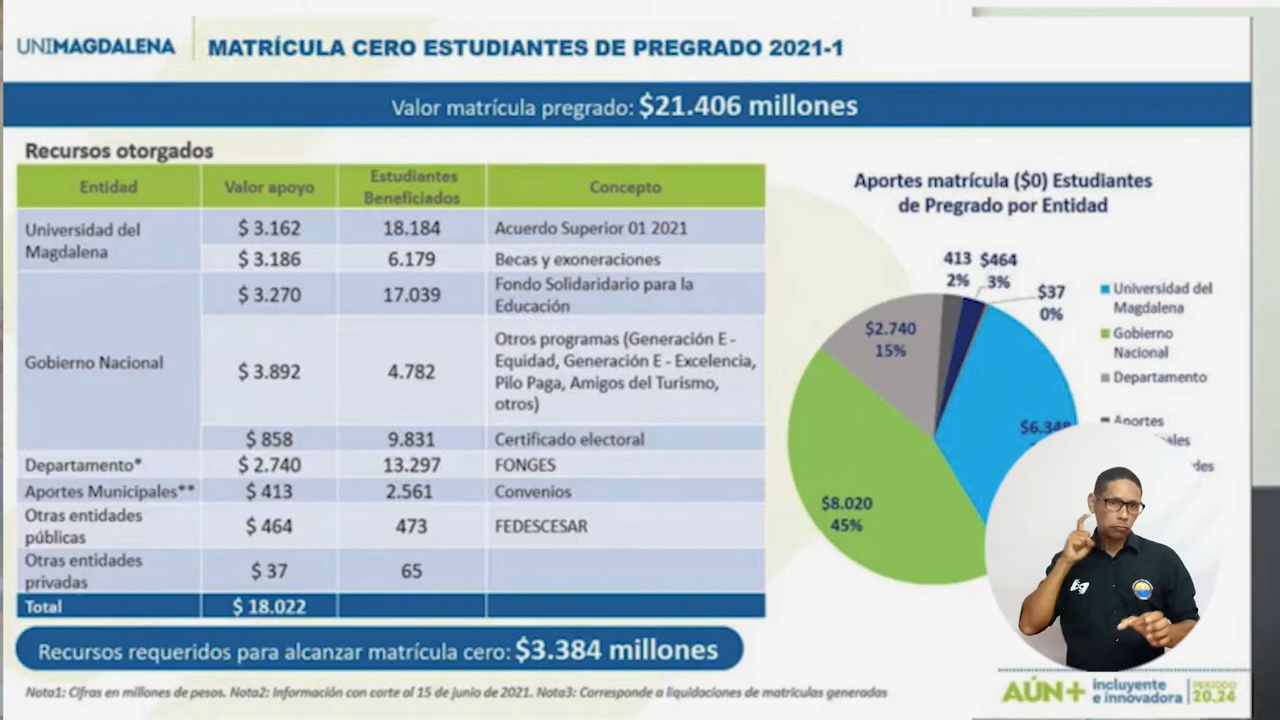 UNIMAGDALENA
MATRÍCULA CERO ESTUDIANTES DE PREGRADO 2021-1
Valor matrícula pregrado: $21.406 millones
Recursos otorgados
Entidad Valor apoyo Estudiantes Beneficiados Concepto
Universidad del Magdalena $ 3.162 18.184 Acuerdo Superior 01 2021
$ 3.186 6.179 Becas y exoneraciones
Gobierno Nacional $ 3.270 17.039 Fondo Solidaridario para la Educación
$ 3.892 4.782 Otros programas (Generación E -
Equidad, Generación E - Excelencia,
Pilo Paga, Amigos del Turismo,
otros)
$ 858 9.831 Certificado electoral
Departamento* $ 2.740 13.297 FONGES
Aportes Municipales** $ 413 2.561 Convenios
Otras entidades públicas $ 464 473 FEDESCESAR
Otras entidades privadas $ 37 65
Total $ 18.022
Recursos requeridos para alcanzar matrícula cero: $3.384 millones
Nota1: Cifras en millones de pesos. Nota2: Información con corte al 15 de junio de 2021. Nota3: Corresponde a liquidaciones de matrículas generadas
Aportes matrícula ($0) Estudiantes
de Pregrado por Entidad
413 $464
2% 3%
$37
0%
$2.740
15%
$8.020
45%
Universidad del
Magdalena
Gobierno
Nacional
Departamento
Aportes
AÚN+ incluyente
e innovadora
PERIODO
20.24